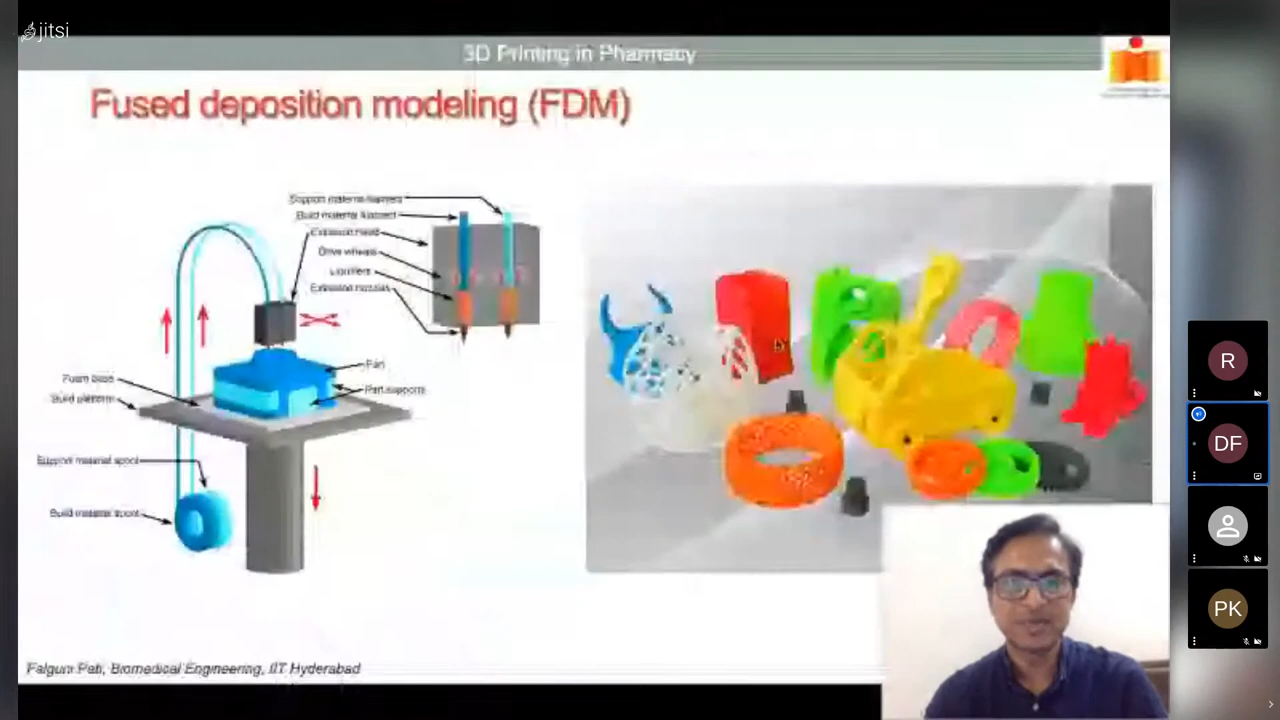 jitsi
3D Printing in Pharmacy
Fused deposition modeling (FDM)
Support material filament
Build material filament
Extrusion head
Drive wheels
Liquifiers
Extrusion nozzles
Part
Part supports
Foam base
Build platform
Support material spool
Build material spool
Falguni Pati, Biomedical Engineering, IIT Hyderabad
R
DF
PK